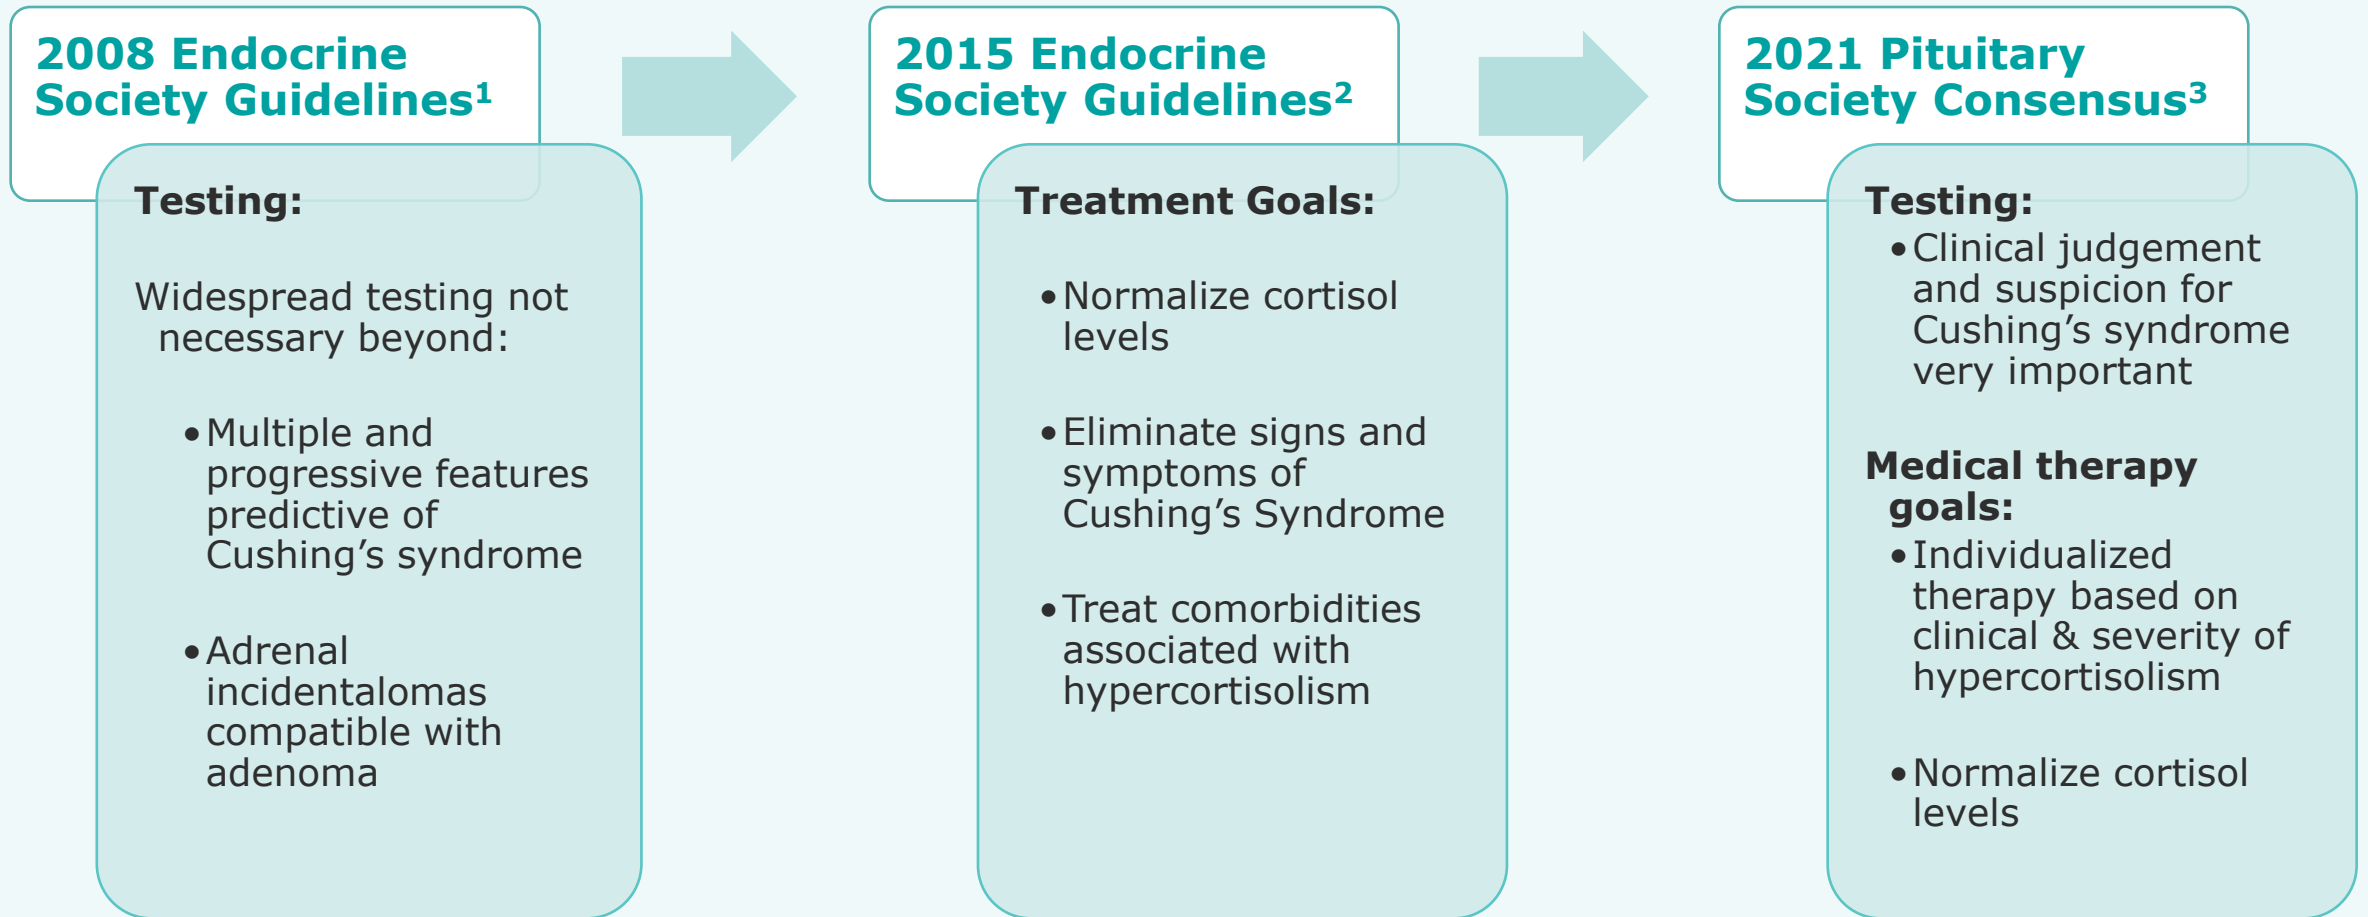 2008 Endocrine
Society Guidelines¹
Testing:
Widespread testing not
necessary beyond:
•Multiple and
progressive features
predictive of
Cushing’s syndrome
•Adrenal
incidentalomas
compatible with
adenoma
2015 Endocrine
Society Guidelines²
Treatment Goals:
•Normalize cortisol
levels
•Eliminate signs and
symptoms of
Cushing’s Syndrome
•Treat comorbidities
associated with
hypercortisolism
2021 Pituitary
Society Consensus³
Testing:
•Clinical judgement
and suspicion for
Cushing’s syndrome
very important
Medical therapy
goals:
•Individualized
therapy based on
clinical & severity of
hypercortisolism
•Normalize cortisol
levels